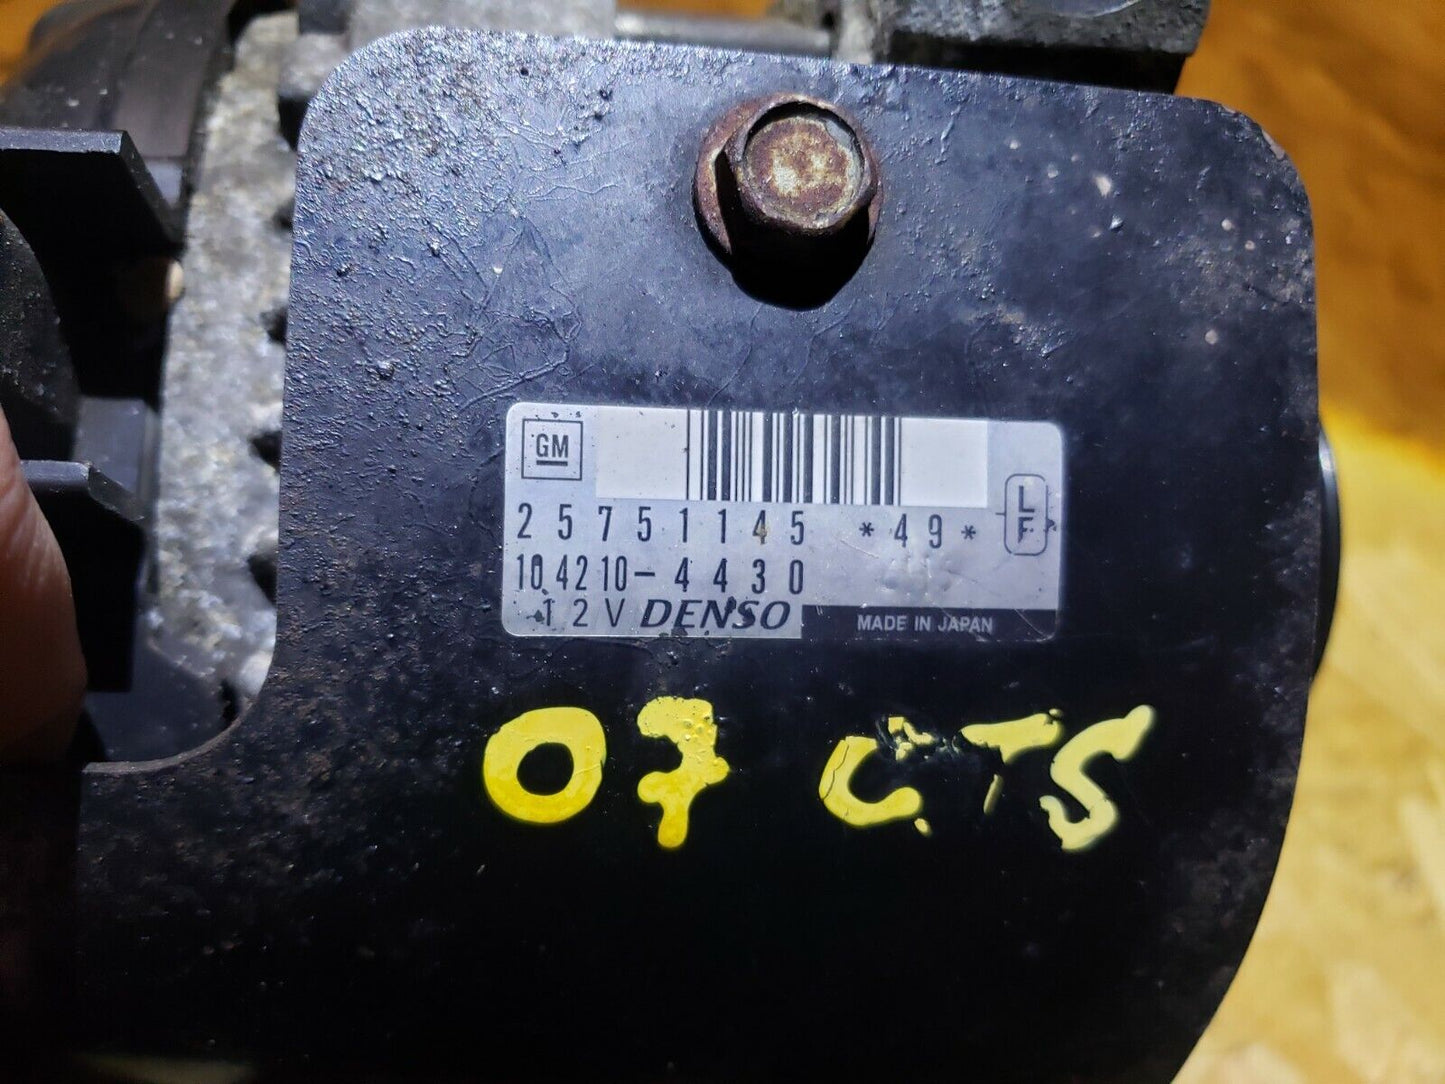 GM
25751145 *49*
LF
104210-4430
12V DENSO
MADE IN JAPAN
07 CTS